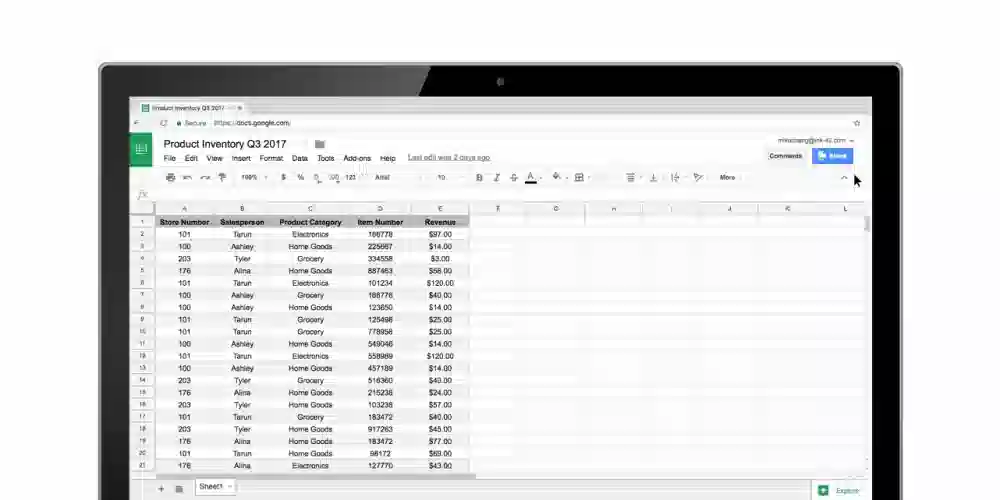 Product Inventory Q3 2017
Secure https://docs.google.com/
Product Inventory Q3 2017
File Edit View Insert Format Data Tools Add-ons Help Last edit was 2 days ago
Comments Share
100% $ % .0 .00 123 Arial 10 B I S A More
fx
A B C D E F G H I J K L
1 Store Number Salesperson Product Category Item Number Revenue
2 101 Tarun Electronics $97.00
3 100 Ashley Home Goods 225667 $14.00
4 203 Tyler Grocery 334558 $3.00
5 176 Alina Home Goods 887463 $56.00
6 101 Tarun Electronics 101234 $120.00
7 100 Ashley Grocery $40.00
8 100 Ashley Home Goods 123650 $14.00
9 101 Tarun Grocery 125498 $25.00
10 101 Tarun Grocery 778958 $25.00
11 100 Ashley Home Goods 549046 $14.00
12 101 Tarun Electronics 558989 $120.00
13 100 Ashley Home Goods 457189 $14.00
14 203 Tyler Grocery 516360 $40.00
15 176 Alina Home Goods 215238 $24.00
16 203 Tyler Home Goods 103238 $57.00
17 101 Tarun Grocery 183472 $40.00
18 203 Tyler Home Goods 917263 $45.00
19 176 Alina Home Goods 183472 $77.00
20 101 Tarun Home Goods 98172 $69.00
21 176 Alina Electronics 127770 $43.00
Sheet1 Explore